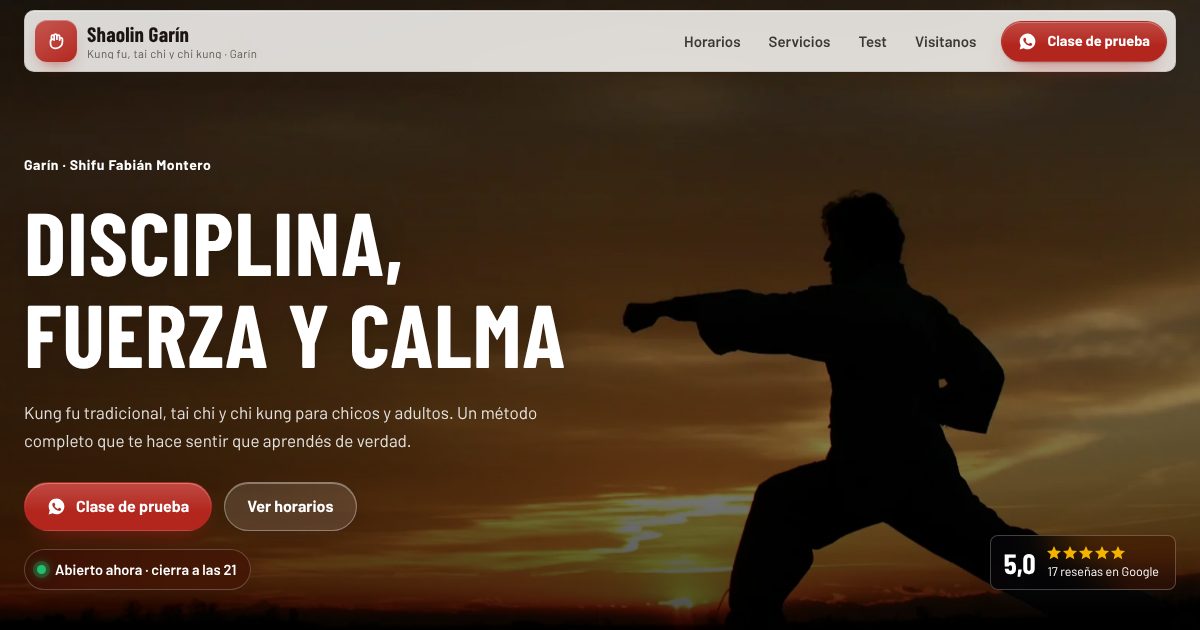 Shaolin Garín
Kung fu, tai chi y chi kung · Garín
Horarios
Servicios
Test
Visitanos
Clase de prueba
Garín · Shifu Fabián Montero
DISCIPLINA,
FUERZA Y CALMA
Kung fu tradicional, tai chi y chi kung para chicos y adultos. Un método
completo que te hace sentir que aprendés de verdad.
Clase de prueba
Ver horarios
Abierto ahora · cierra a las 21
5,0
17 reseñas en Google